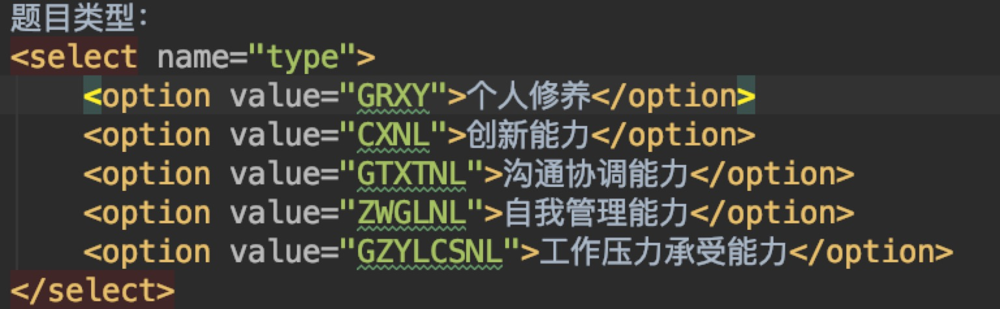 题目类型：
<select name="type">
<option value="GRXY">个人修养</option>
<option value="CXNL">创新能力</option>
<option value="GTXTNL">沟通协调能力</option>
<option value="ZWGLNL">自我管理能力</option>
<option value="GZYLCSNL">工作压力承受能力</option>
</select>